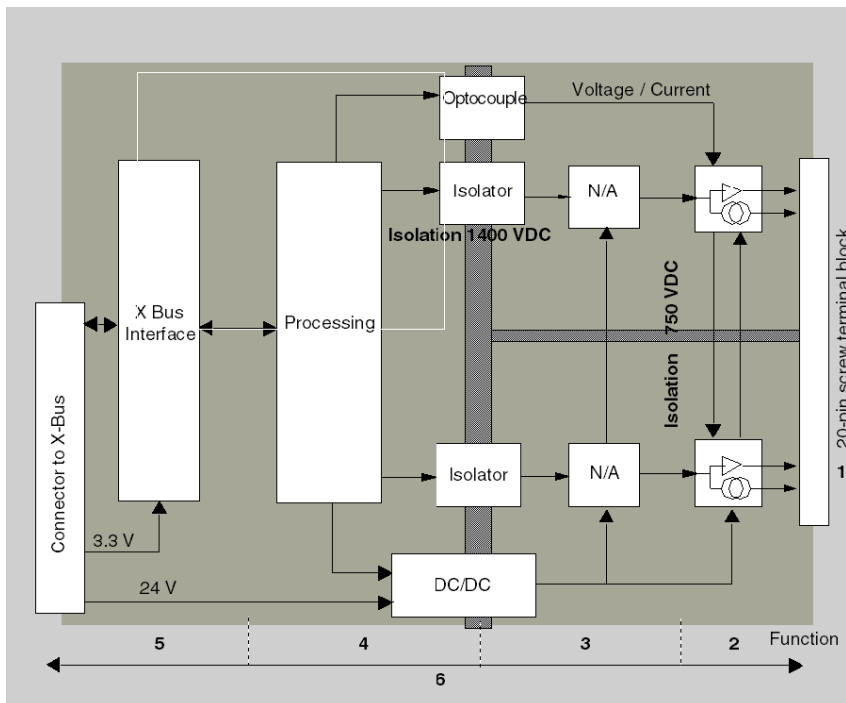 Optocouple
Voltage / Current
Isolator
N/A
Isolation 1400 VDC
X Bus
Interface
Processing
Isolation 750 VDC
Connector to X-Bus
20-pin screw terminal block
1
Isolator
N/A
3.3 V
24 V
DC/DC
5
4
3
2
Function
6